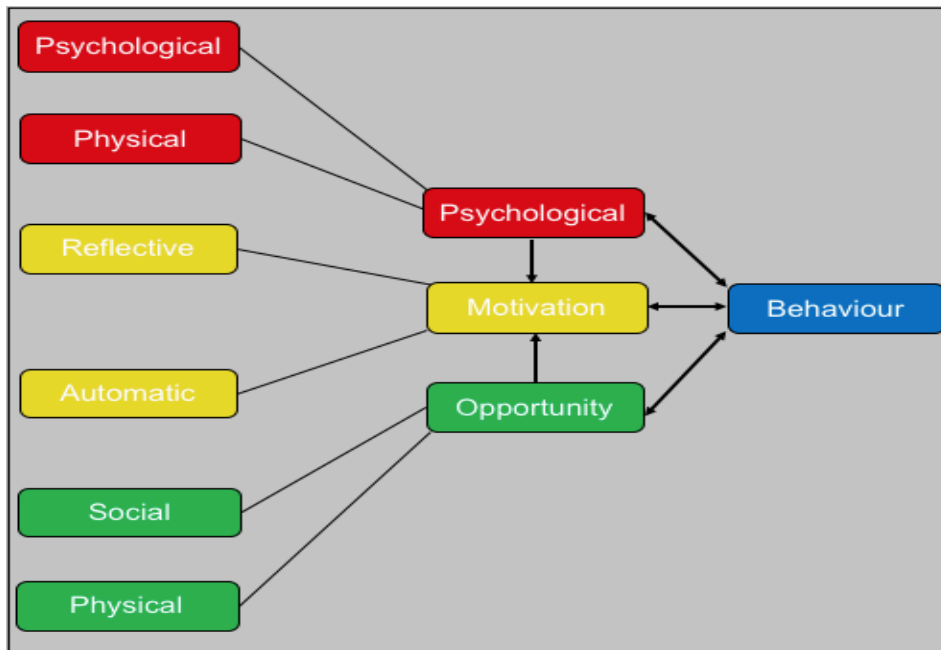 Psychological
Physical
Reflective
Automatic
Social
Physical
Psychological
Motivation
Opportunity
Behaviour